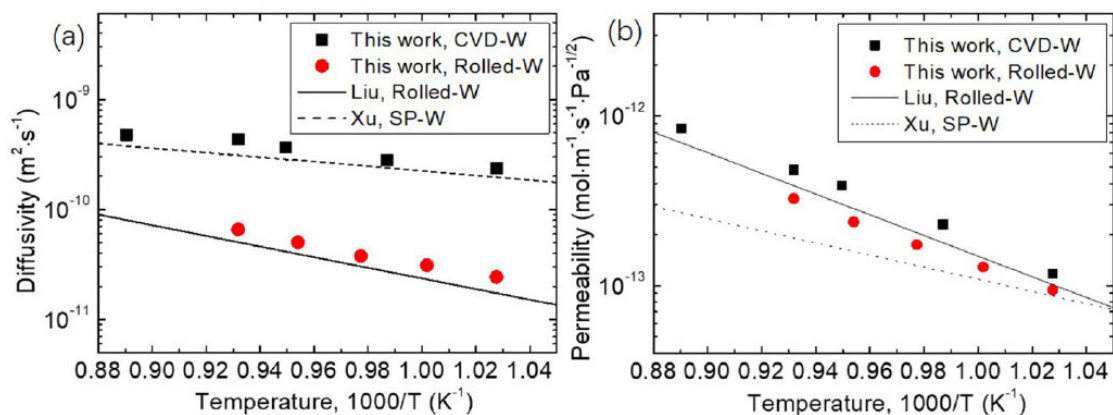 (a)
This work, CVD-W
This work, Rolled-W
Liu, Rolled-W
Xu, SP-W
Diffusivity (m²·s⁻¹)
10⁻⁹
10⁻¹⁰
10⁻¹¹
0.88 0.90 0.92 0.94 0.96 0.98 1.00 1.02 1.04
Temperature, 1000/T (K⁻¹)
(b)
This work, CVD-W
This work, Rolled-W
Liu, Rolled-W
Xu, SP-W
Permeability (mol·m⁻¹·s⁻¹·Pa⁻¹/²)
10⁻¹²
10⁻¹³
0.88 0.90 0.92 0.94 0.96 0.98 1.00 1.02 1.04
Temperature, 1000/T (K⁻¹)